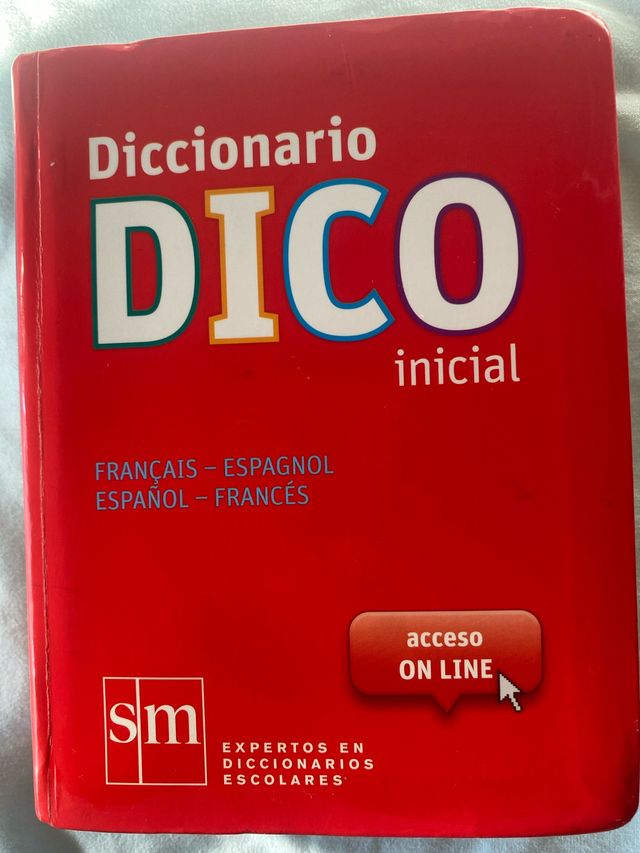 Diccionario
DICO
inicial
FRANÇAIS – ESPAGNOL
ESPAÑOL – FRANCÉS
acceso
ON LINE
sm
EXPERTOS EN
DICCIONARIOS
ESCOLARES